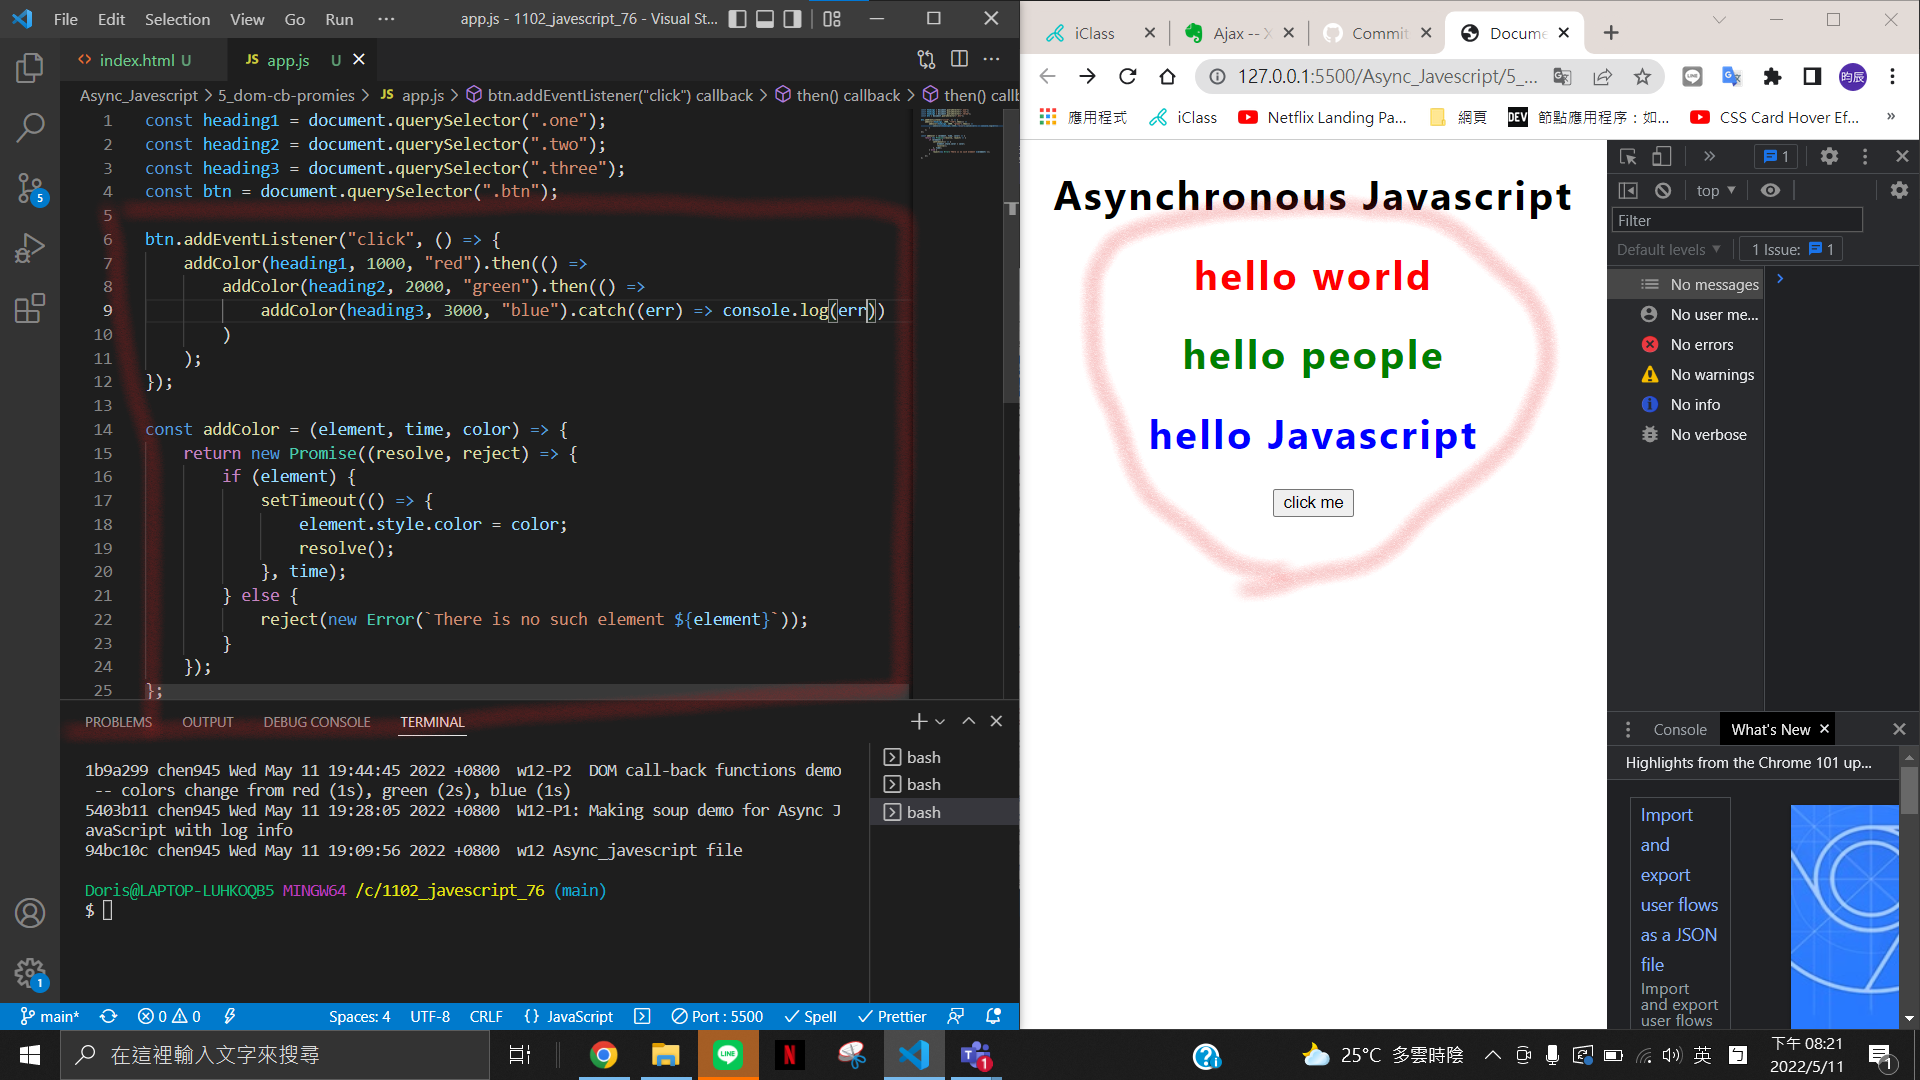 File Edit Selection View Go Run ··· app.js - 1102_javescript_76 - Visual St...
index.html U
JS app.js U
Async_Javescript > 5_dom-cb-promies > JS app.js > btn.addEventListener("click") callback > then() callback > then() callb
1 const heading1 = document.querySelector(".one");
2 const heading2 = document.querySelector(".two");
3 const heading3 = document.querySelector(".three");
4 const btn = document.querySelector(".btn");
5
6 btn.addEventListener("click", () => {
7 addColor(heading1, 1000, "red").then(() =>
8 addColor(heading2, 2000, "green").then(() =>
9 addColor(heading3, 3000, "blue").catch((err) => console.log(err))
10 )
11 );
12 });
13
14 const addColor = (element, time, color) => {
15 return new Promise((resolve, reject) => {
16 if (element) {
17 setTimeout(() => {
18 element.style.color = color;
19 resolve();
20 }, time);
21 } else {
22 reject(new Error(`There is no such element ${element}`));
23 }
24 });
25 };
PROBLEMS OUTPUT DEBUG CONSOLE TERMINAL
1b9a299 chen945 Wed May 11 19:44:45 2022 +0800 w12-P2 DOM call-back functions demo
-- colors change from red (1s), green (2s), blue (1s)
5403b11 chen945 Wed May 11 19:28:05 2022 +0800 W12-P1: Making soup demo for Async J
avaScript with log info
94bc10c chen945 Wed May 11 19:09:56 2022 +0800 w12 Async_javescript file
Doris@LAPTOP-LUHKOQB5 MINGW64 /c/1102_javescript_76 (main)
$
bash
bash
bash
5
1
main* 0 0 Spaces: 4 UTF-8 CRLF {} JavaScript Port : 5500 Spell Prettier
iClass
Ajax -- X
Commit
Docume
127.0.0.1:5500/Async_Javescript/5_...
昀辰
應用程式 iClass Netflix Landing Pa... 網頁 DEV 節點應用程序：如... CSS Card Hover Ef... »
Asynchronous Javascript
hello world
hello people
hello Javascript
click me
» 1
top
Filter
Default levels 1 Issue: 1
No messages
No user me...
No errors
No warnings
No info
No verbose
Console What's New
Highlights from the Chrome 101 up...
Import
and
export
user flows
as a JSON
file
Import
and export
user flows
在這裡輸入文字來搜尋
LINE
N
1
25°C 多雲時陰
英
下午 08:21
2022/5/11
1